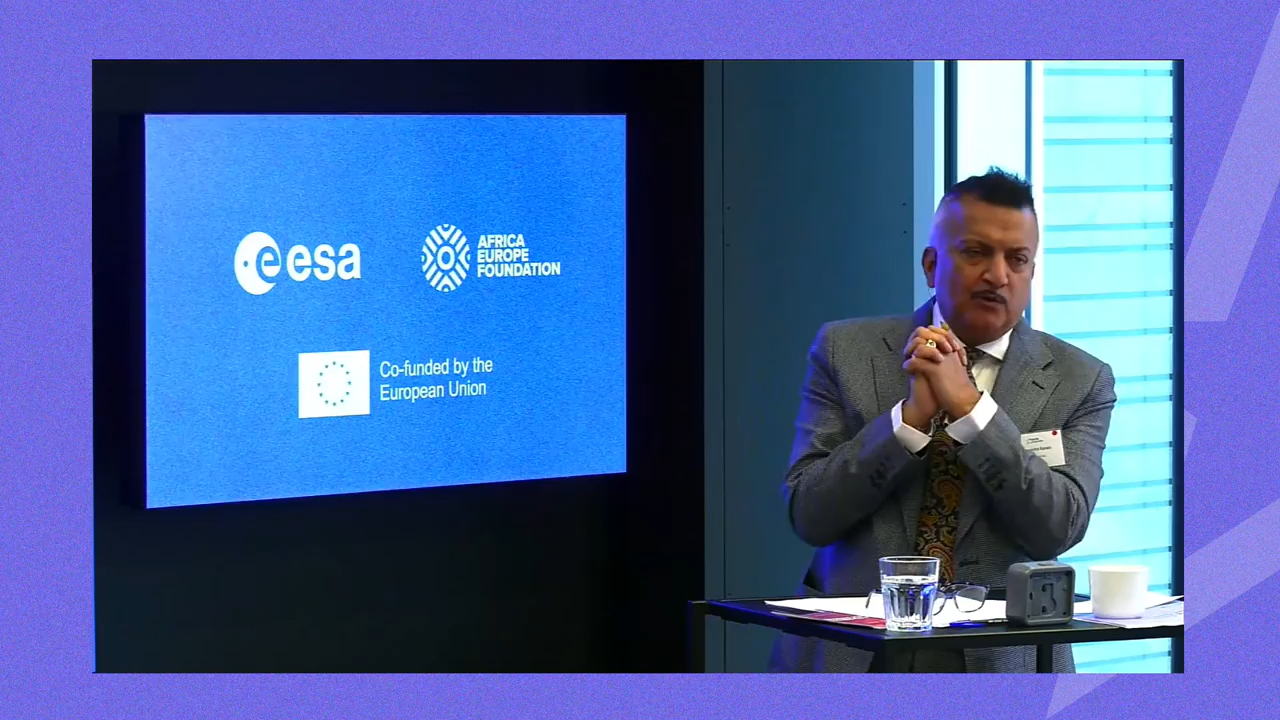 esa
AFRICA
EUROPE
FOUNDATION
Co-funded by the
European Union